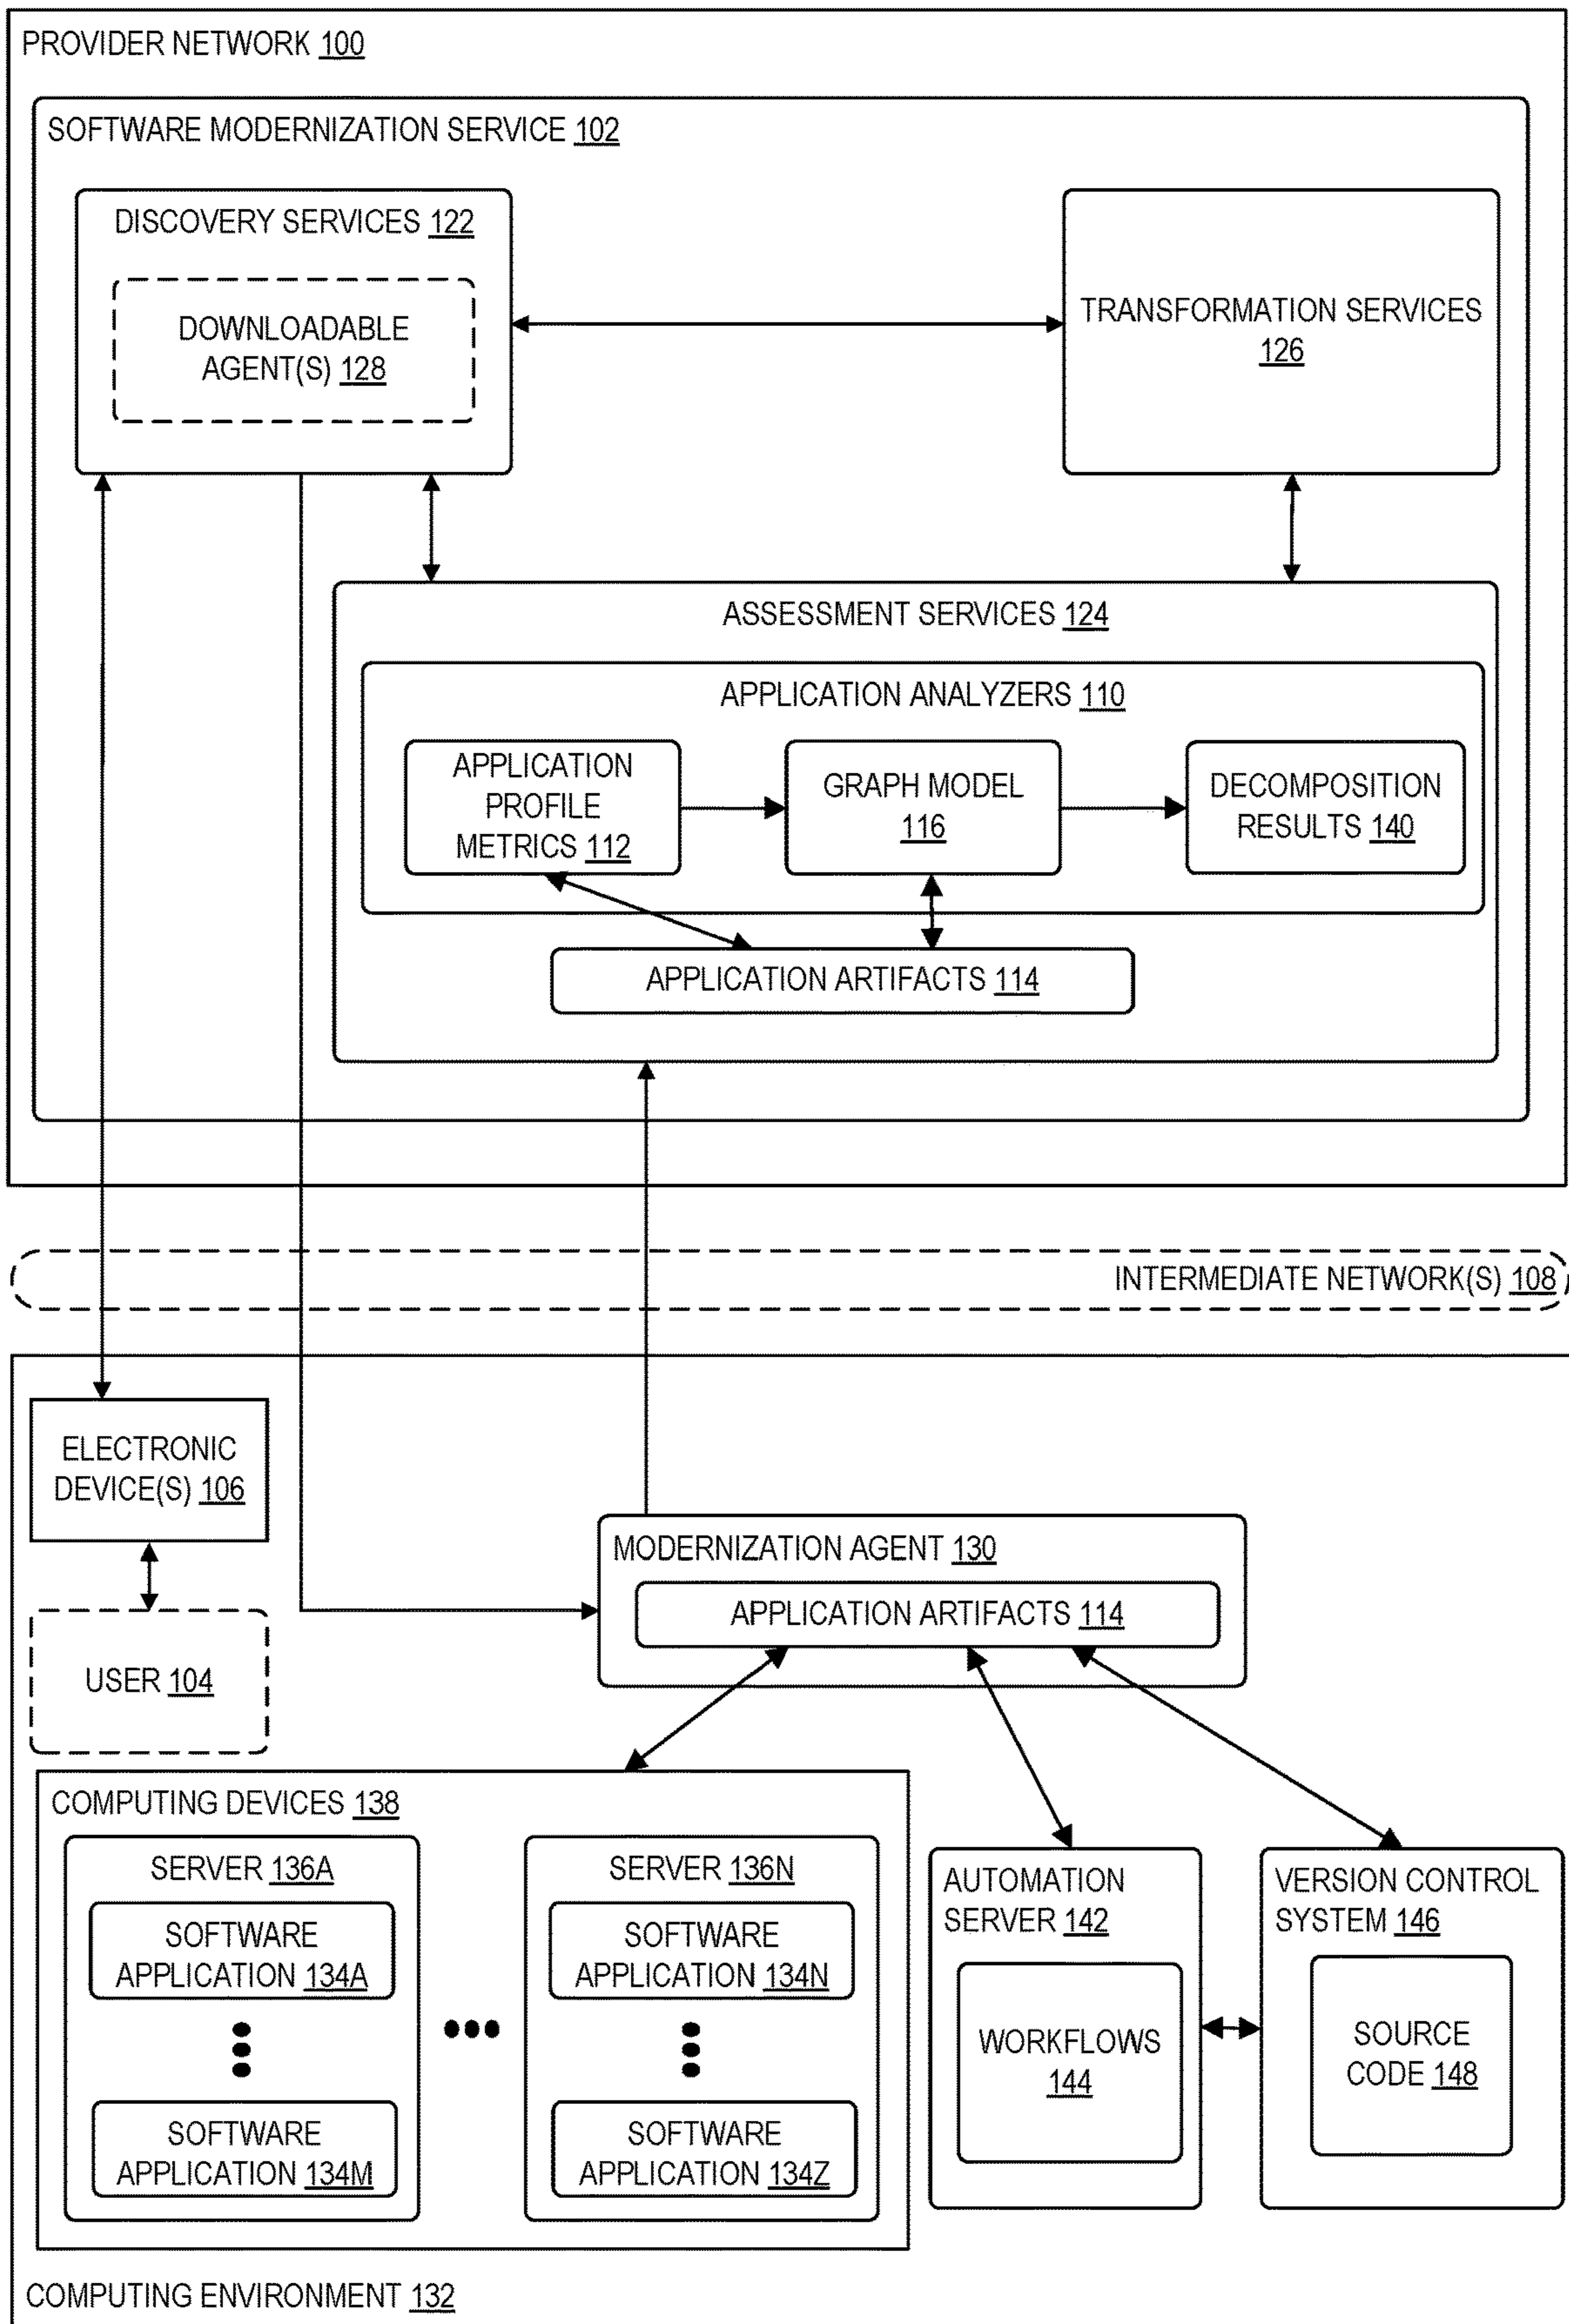 PROVIDER NETWORK 100
SOFTWARE MODERNIZATION SERVICE 102
DISCOVERY SERVICES 122
DOWNLOADABLE
AGENT(S) 128
TRANSFORMATION SERVICES
126
ASSESSMENT SERVICES 124
APPLICATION ANALYZERS 110
APPLICATION
PROFILE
METRICS 112
GRAPH MODEL
116
DECOMPOSITION
RESULTS 140
APPLICATION ARTIFACTS 114
INTERMEDIATE NETWORK(S) 108
ELECTRONIC
DEVICE(S) 106
USER 104
MODERNIZATION AGENT 130
APPLICATION ARTIFACTS 114
COMPUTING DEVICES 138
SERVER 136A
SOFTWARE
APPLICATION 134A
SOFTWARE
APPLICATION 134M
SERVER 136N
SOFTWARE
APPLICATION 134N
SOFTWARE
APPLICATION 134Z
AUTOMATION
SERVER 142
WORKFLOWS
144
VERSION CONTROL
SYSTEM 146
SOURCE
CODE 148
COMPUTING ENVIRONMENT 132